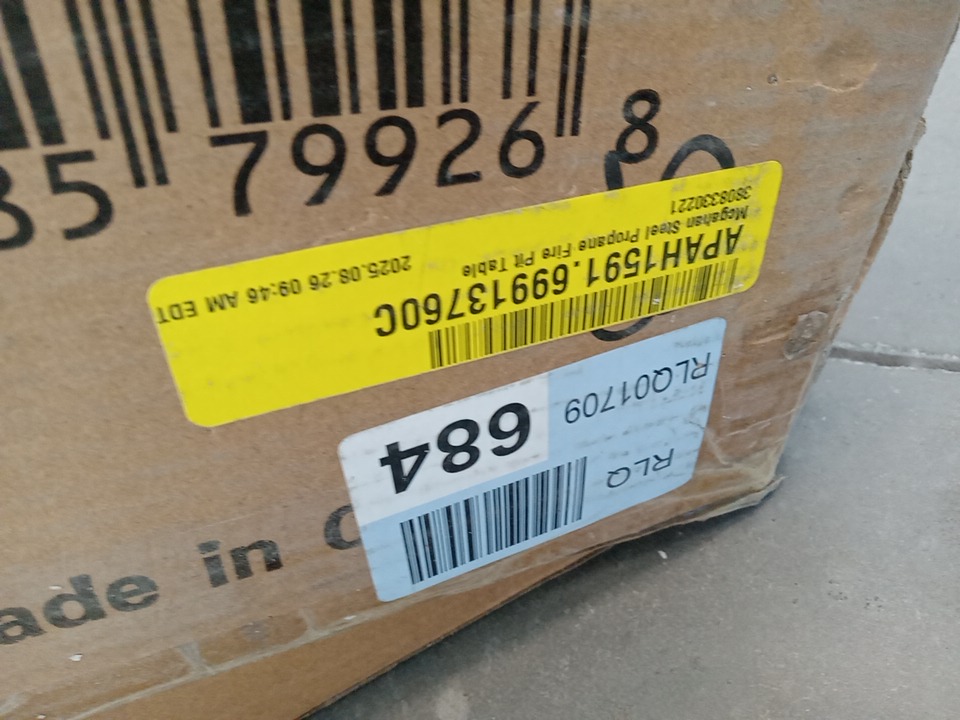 85 79926 8
APAH1591.69913760C
Mcgahan Steel Propane Fire Pit Table
3808330221
2025.08.26 09:46 AM EDT
RLQ
RLQ01709
684
ade in C